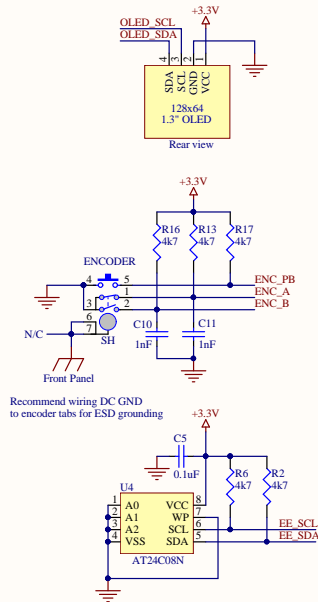 +3.3V
OLED_SCL
OLED_SDA
4 3 2 1
SDA SCL GND VCC
128x64
1.3" OLED
Rear view
+3.3V
R16 4k7 R13 4k7 R17 4k7
ENCODER
4 5 ENC_PB
1 ENC_A
3 2 ENC_B
6
7
N/C
SH
C10 1nF
C11 1nF
Front Panel
Recommend wiring DC GND
to encoder tabs for ESD grounding
+3.3V
C5
0.1uF
R6 4k7 R2 4k7
U4
1 A0 VCC 8
2 A1 WP 7
3 A2 SCL 6 EE_SCL
4 VSS SDA 5 EE_SDA
AT24C08N